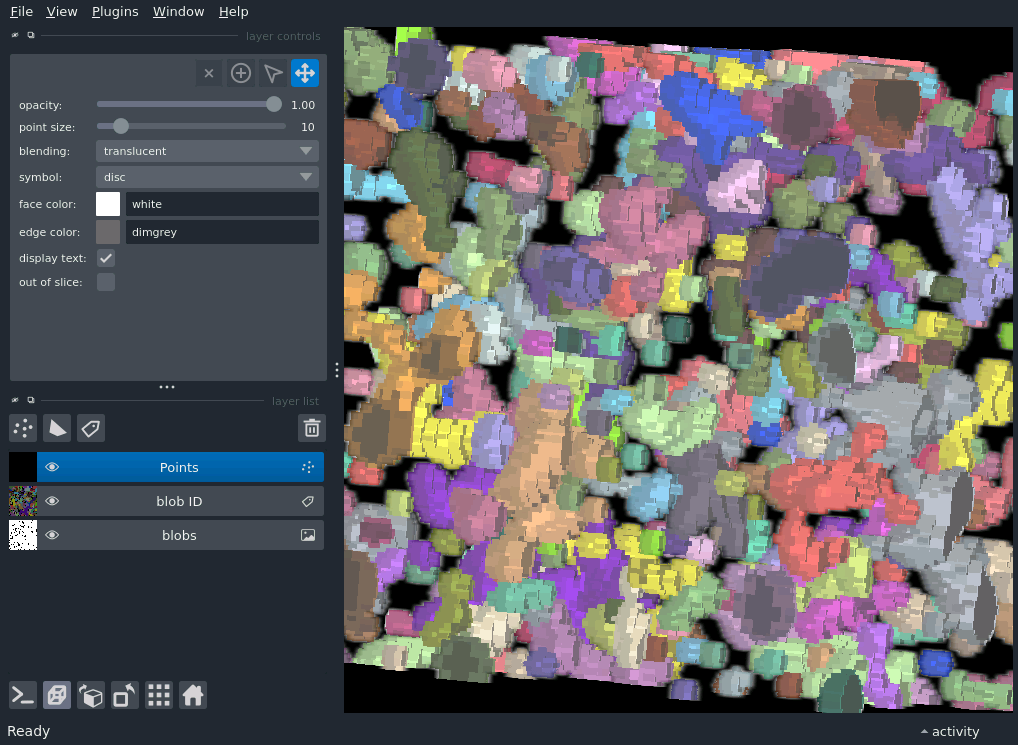 File View Plugins Window Help
layer controls
opacity: 1.00
point size: 10
blending: translucent
symbol: disc
face color: white
edge color: dimgrey
display text:
out of slice:
layer list
Points
blob ID
blobs
Ready activity